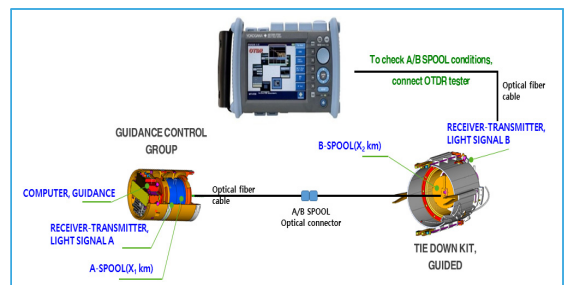 YOKOGAWA
OTDR
To check A/B SPOOL conditions,
connect OTDR tester
Optical fiber
cable
RECEIVER-TRANSMITTER,
LIGHT SIGNAL B
B-SPOOL(X₂ km)
GUIDANCE CONTROL
GROUP
COMPUTER, GUIDANCE
Optical fiber
cable
A/B SPOOL
Optical connector
RECEIVER-TRANSMITTER,
LIGHT SIGNAL A
A-SPOOL(X₁ km)
TIE DOWN KIT,
GUIDED